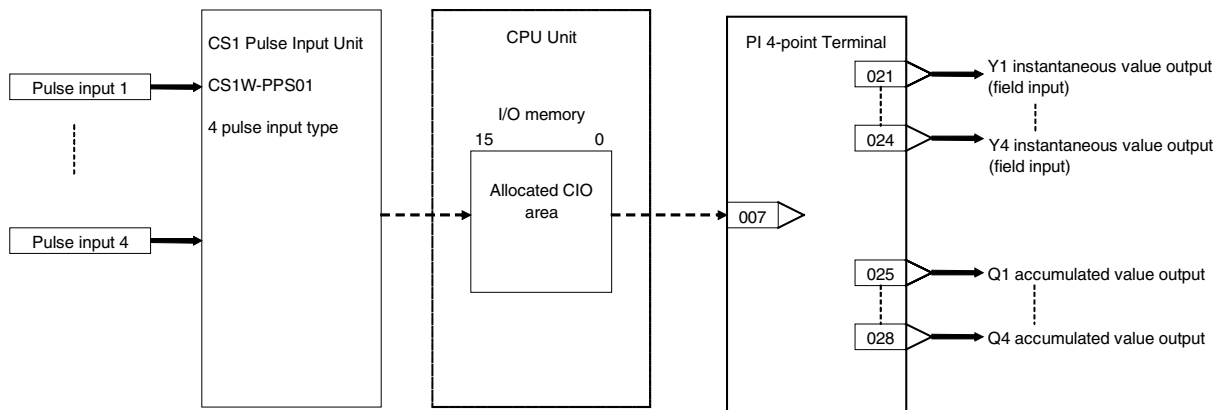 CS1 Pulse Input Unit
CS1W-PPS01
4 pulse input type
Pulse input 1
Pulse input 4
CPU Unit
I/O memory
15 0
Allocated CIO
area
PI 4-point Terminal
007
021
024
025
028
Y1 instantaneous value output
(field input)
Y4 instantaneous value output
(field input)
Q1 accumulated value output
Q4 accumulated value output